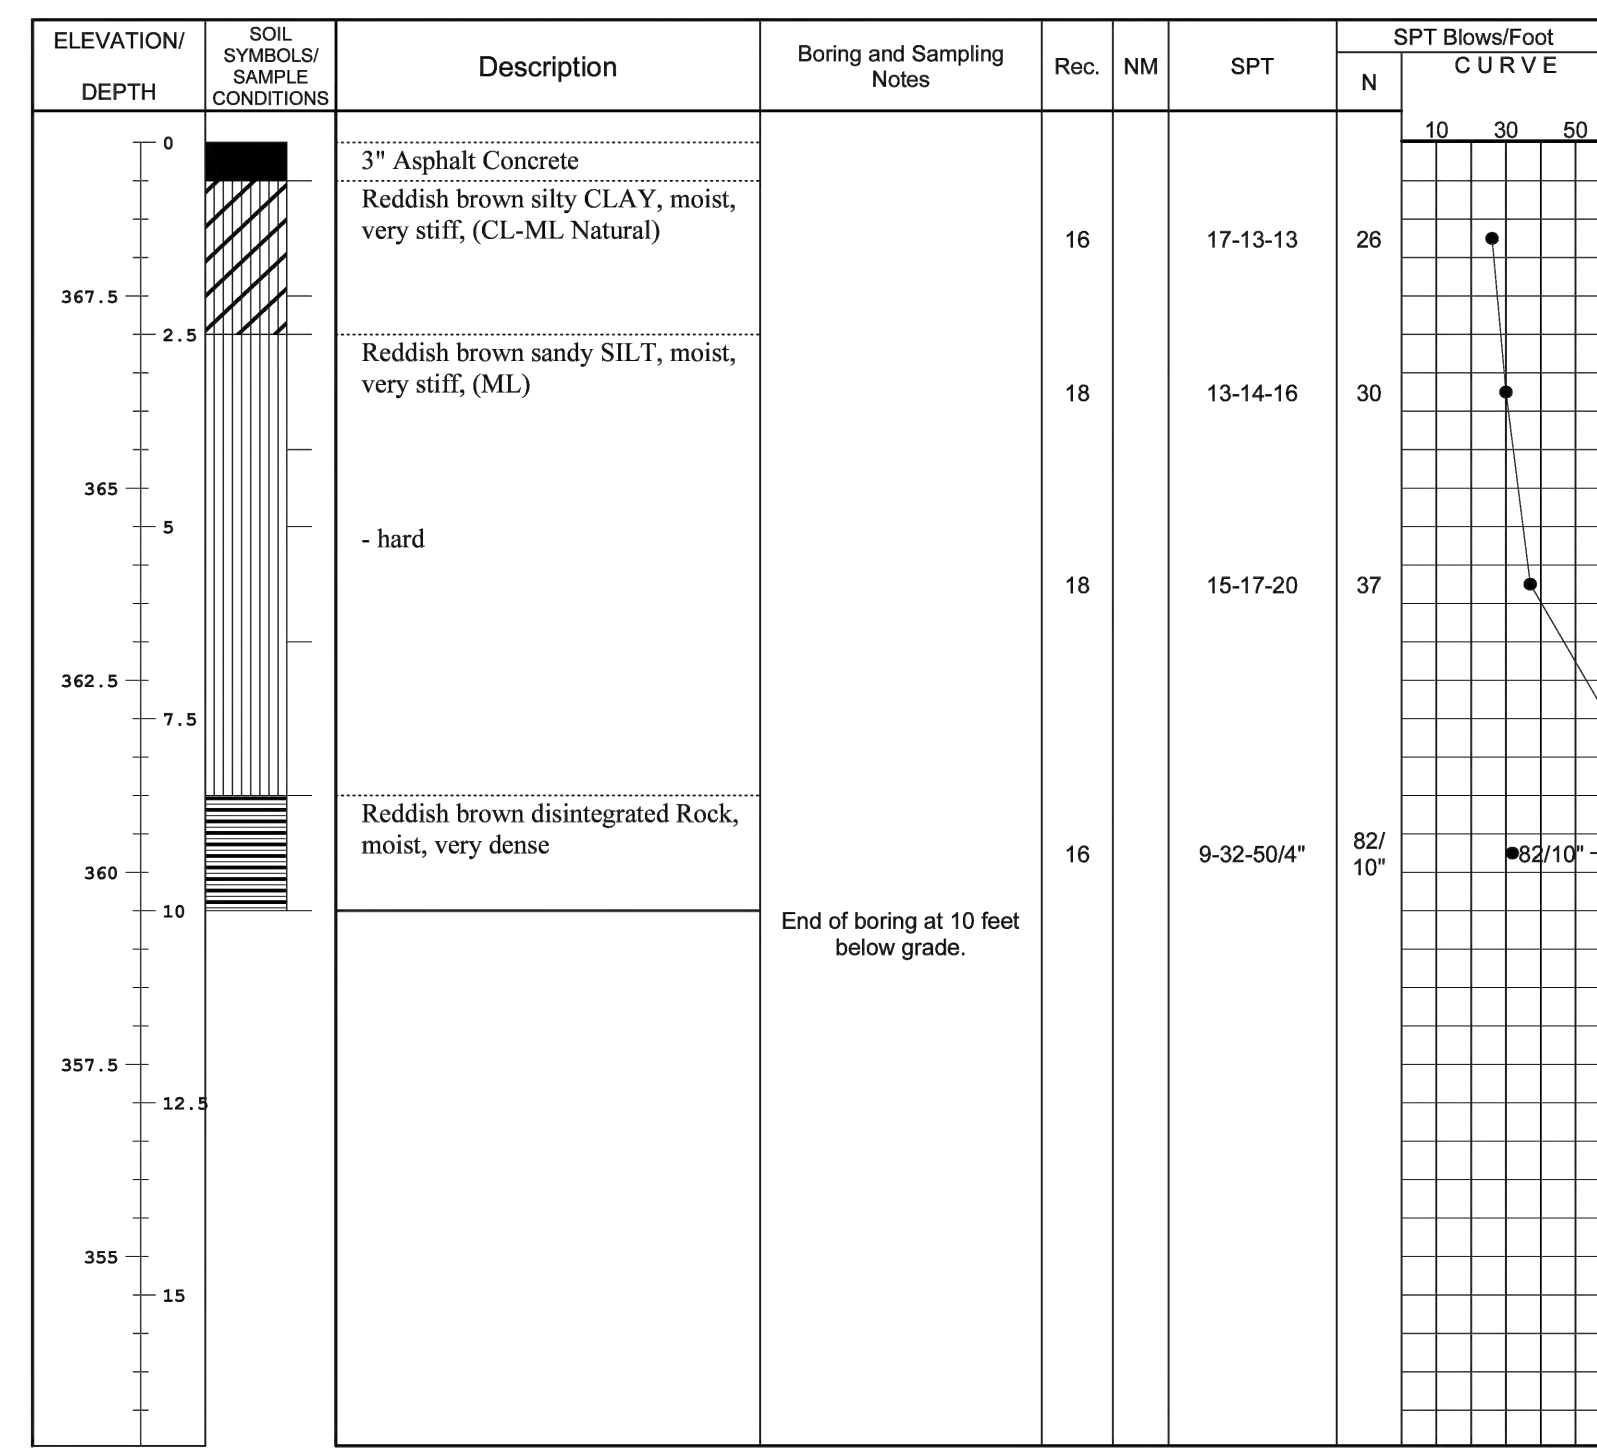 ELEVATION/
DEPTH
SOIL
SYMBOLS/
SAMPLE
CONDITIONS
Description
Boring and Sampling
Notes
Rec.
NM
SPT
SPT Blows/Foot
N
C U R V E
10 30 50
0
3" Asphalt Concrete
Reddish brown silty CLAY, moist,
very stiff, (CL-ML Natural)
16 17-13-13 26
367.5
2.5
Reddish brown sandy SILT, moist,
very stiff, (ML)
18 13-14-16 30
365
5
- hard
18 15-17-20 37
362.5
7.5
Reddish brown disintegrated Rock,
moist, very dense
16 9-32-50/4"
82/
10"
82/10"
360
10
End of boring at 10 feet
below grade.
357.5
12.5
355
15